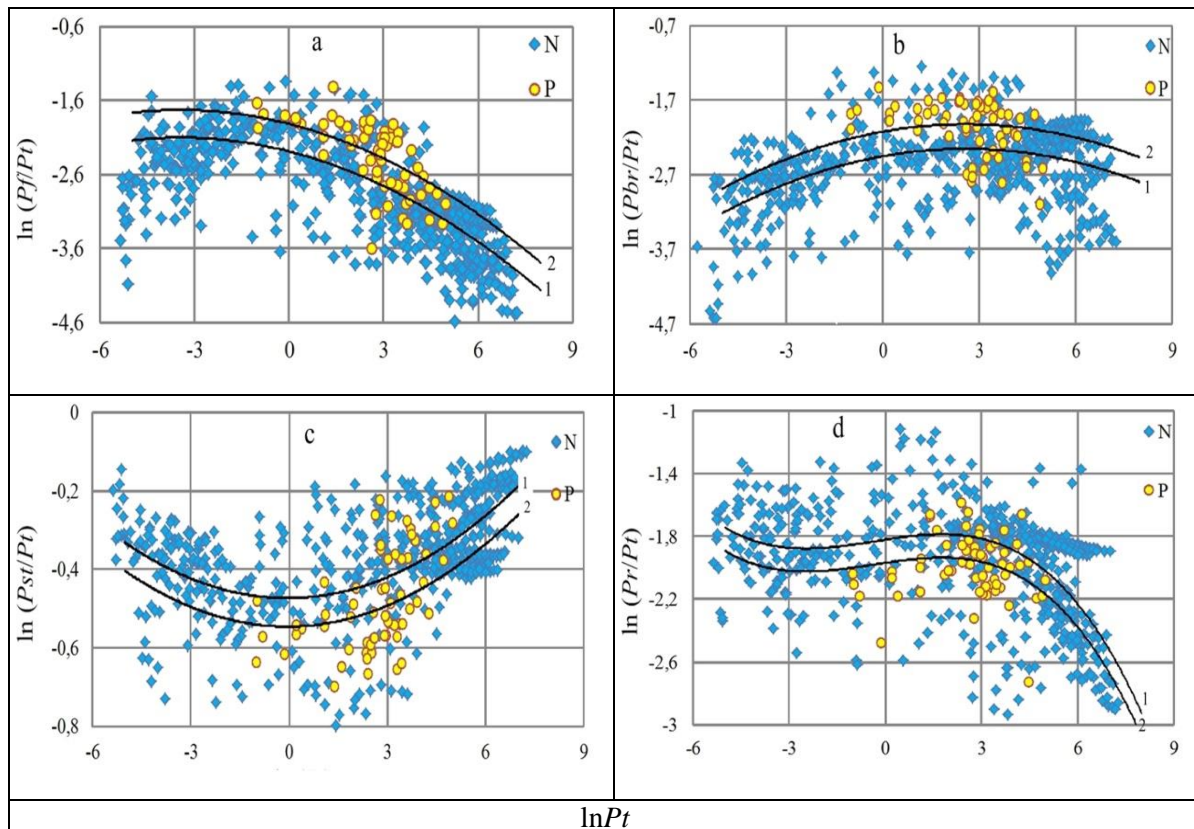 -0,6
a
N
P
-1,6
-2,6
-3,6
-4,6
ln (Pf/Pt)
2
1
-6 -3 0 3 6 9
-0,7
b
N
P
-1,7
-2,7
-3,7
-4,7
ln (Pbr/Pt)
2
1
-6 -3 0 3 6 9
0
c
N
P
-0,2
-0,4
-0,6
-0,8
ln (Pst/Pt)
1
2
-6 -3 0 3 6 9
-1
d
N
P
-1,4
-1,8
-2,2
-2,6
-3
ln (Pr/Pt)
1
2
-6 -3 0 3 6 9
lnPt